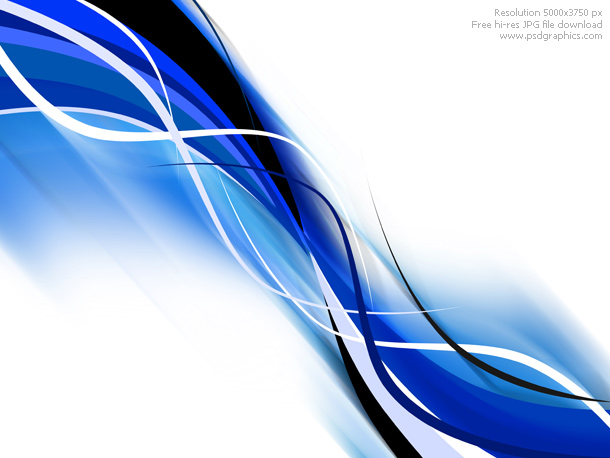 Resolution 5000x3750 px
Free hi-res JPG file download
www.psdgraphics.com